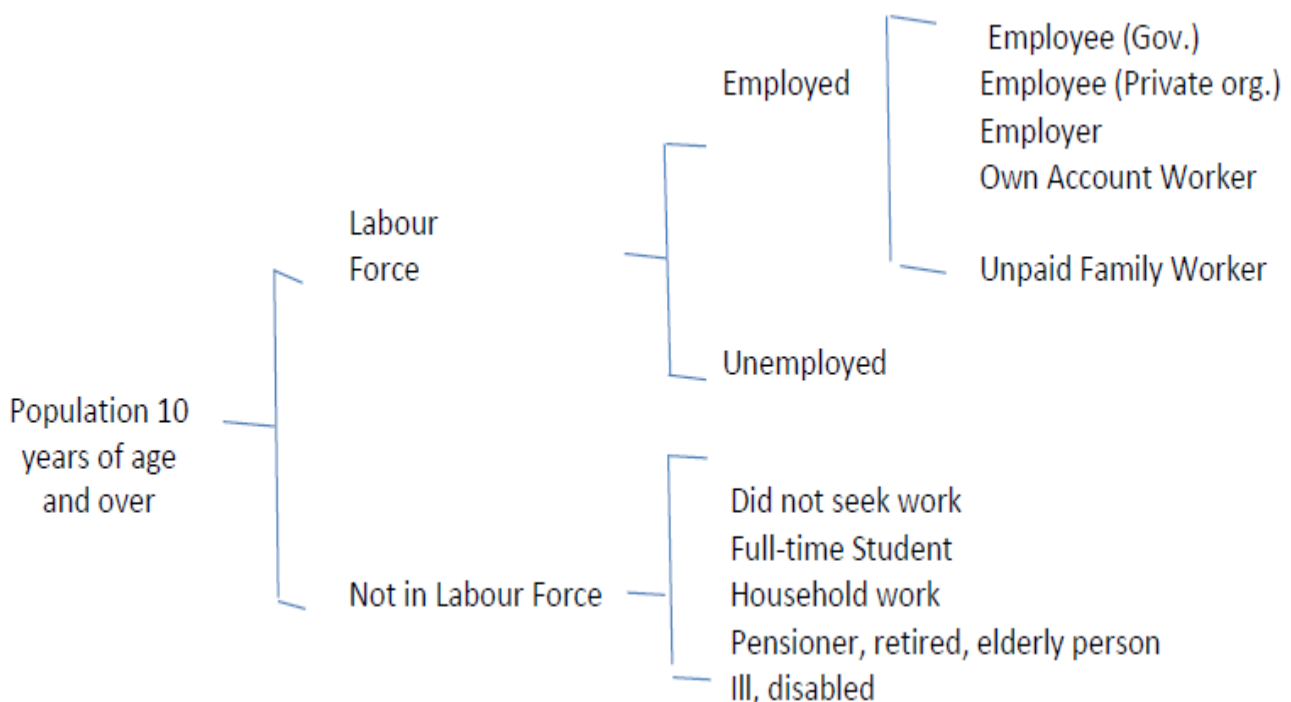 Employee (Gov.)
Employed
Employee (Private org.)
Employer
Own Account Worker
Labour
Force
Unpaid Family Worker
Unemployed
Population 10
years of age
and over
Did not seek work
Full-time Student
Not in Labour Force
Household work
Pensioner, retired, elderly person
Ill, disabled